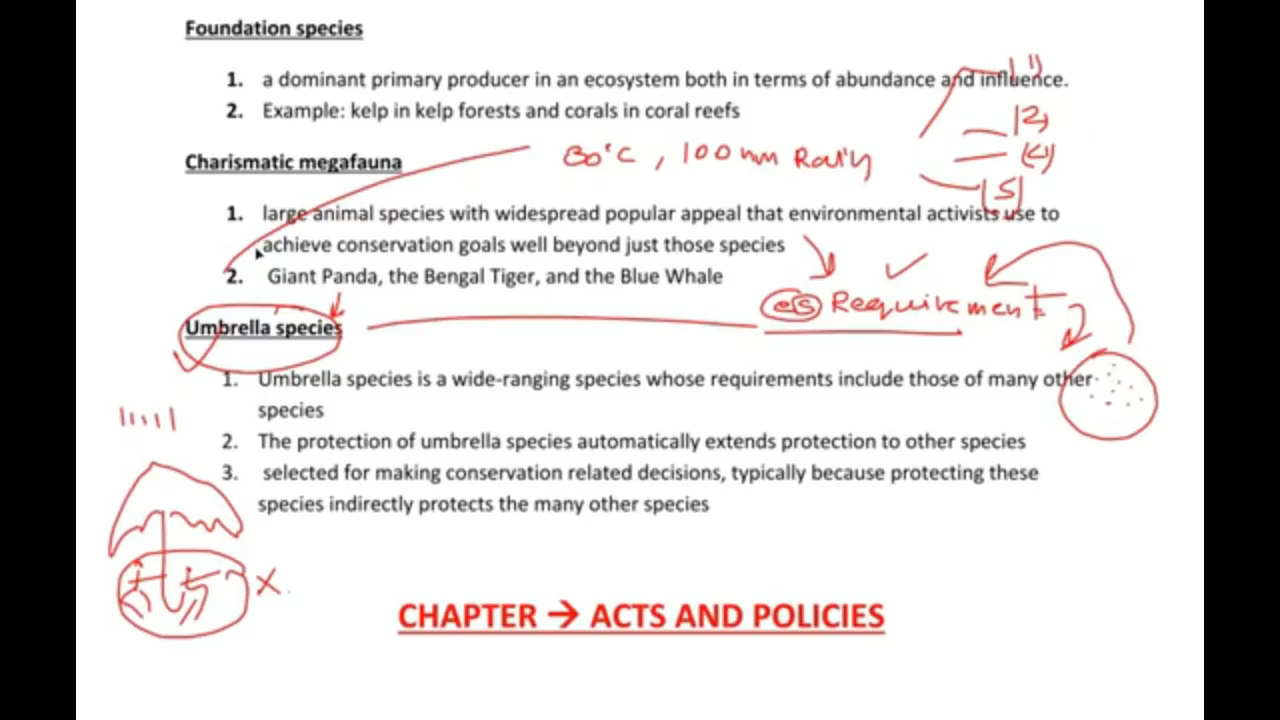 Foundation species
1. a dominant primary producer in an ecosystem both in terms of abundance and influence.
2. Example: kelp in kelp forests and corals in coral reefs
Charismatic megafauna
100 mm Rain
1. large animal species with widespread popular appeal that environmental activists use to
achieve conservation goals well beyond just those species
2. Giant Panda, the Bengal Tiger, and the Blue Whale
Requirement
Umbrella species
1. Umbrella species is a wide-ranging species whose requirements include those of many other
species
2. The protection of umbrella species automatically extends protection to other species
3. selected for making conservation related decisions, typically because protecting these
species indirectly protects the many other species
CHAPTER → ACTS AND POLICIES